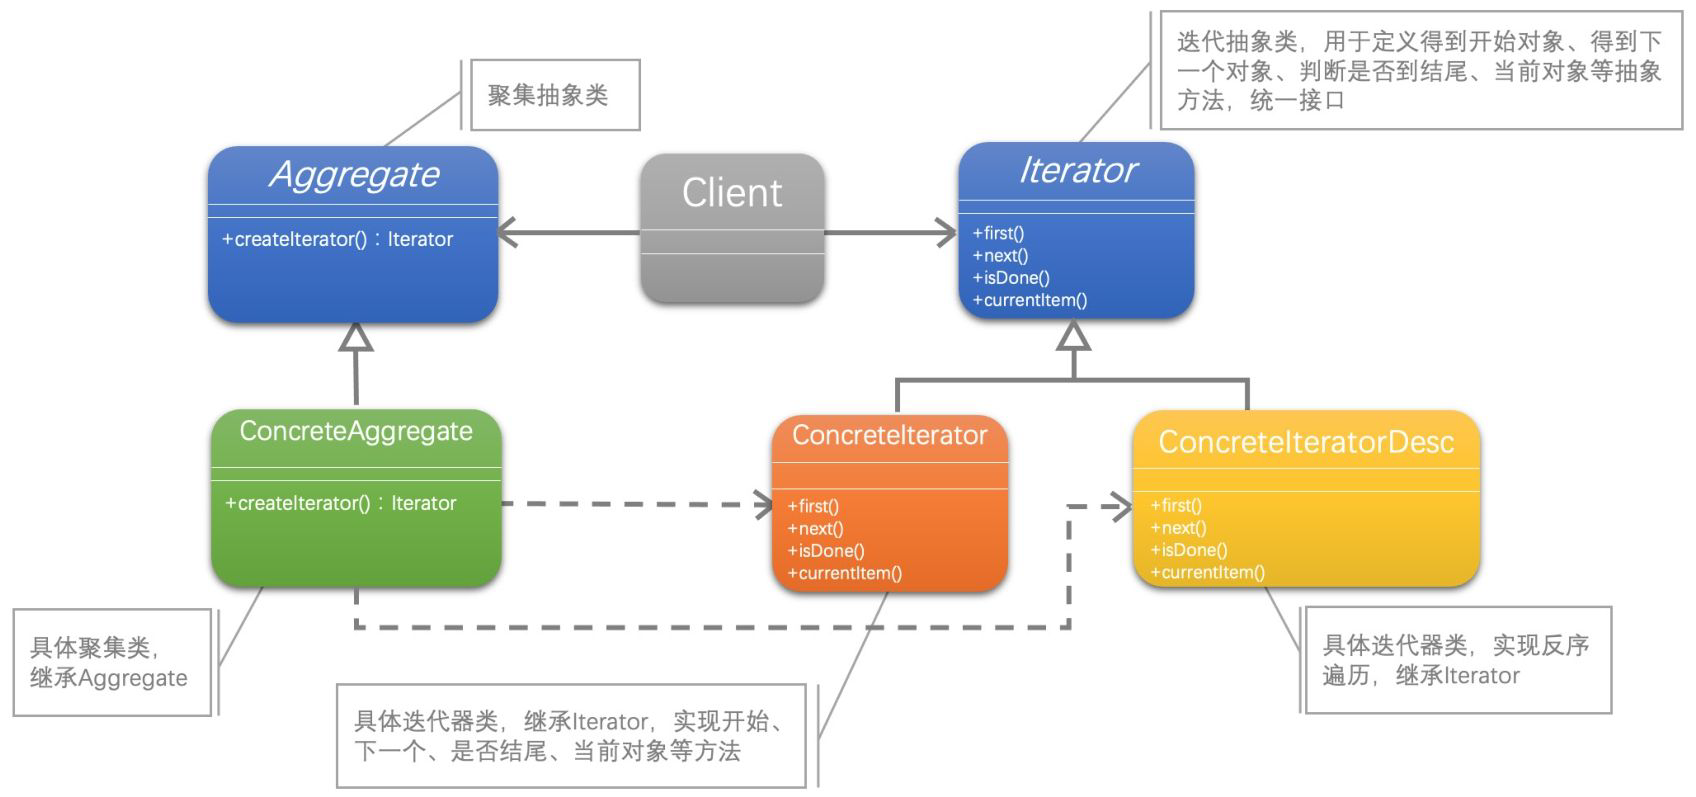 迭代抽象类，用于定义得到开始对象、得到下
一个对象、判断是否到结尾、当前对象等抽象
方法，统一接口
聚集抽象类
Aggregate
+createIterator()：Iterator
Client
Iterator
+first()
+next()
+isDone()
+currentItem()
ConcreteAggregate
+createIterator()：Iterator
ConcreteIterator
+first()
+next()
+isDone()
+currentItem()
ConcreteIteratorDesc
+first()
+next()
+isDone()
+currentItem()
具体聚集类，
继承Aggregate
具体迭代器类，继承Iterator，实现开始、
下一个、是否结尾、当前对象等方法
具体迭代器类，实现反序
遍历，继承Iterator